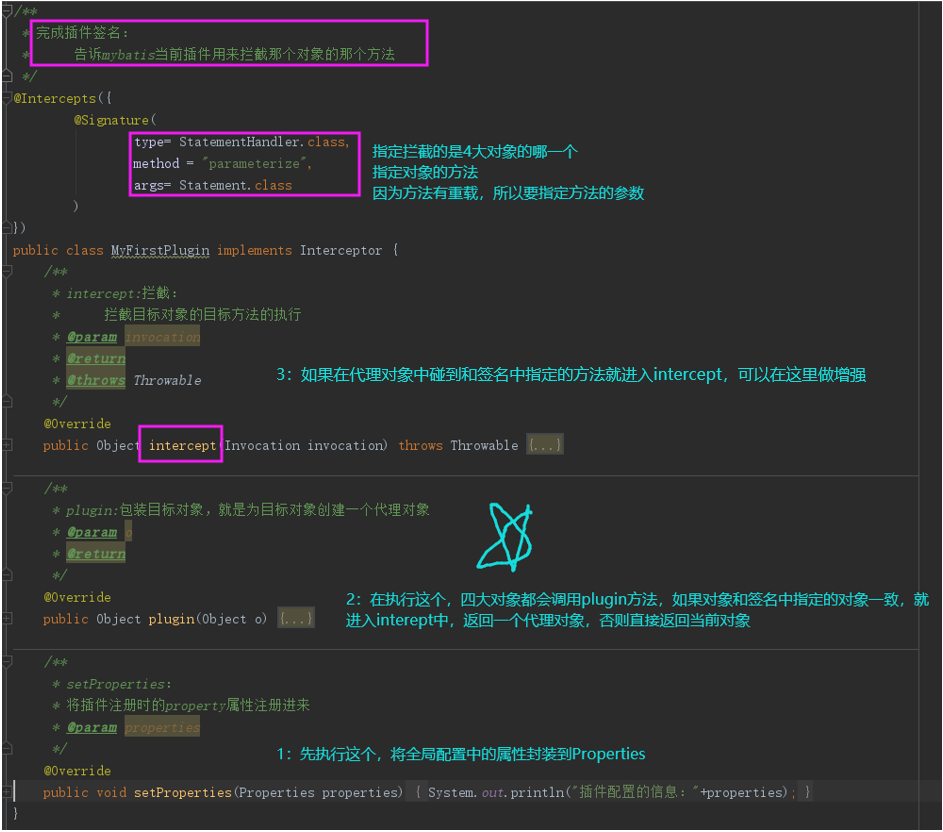 /**
* 完成插件签名:
* 告诉mybatis当前插件用来拦截那个对象的那个方法
*/
@Intercepts({
@Signature(
type= StatementHandler.class,
method = "parameterize",
args= Statement.class
)
})
指定拦截的是4大对象的哪一个
指定对象的方法
因为方法有重载，所以要指定方法的参数
public class MyFirstPlugin implements Interceptor {
/**
* intercept:拦截:
* 拦截目标对象的目标方法的执行
* @param invocation
* @return
* @throws Throwable
*/
3：如果在代理对象中碰到和签名中指定的方法就进入intercept，可以在这里做增强
@Override
public Object intercept(Invocation invocation) throws Throwable {...}
/**
* plugin:包装目标对象，就是为目标对象创建一个代理对象
* @param o
* @return
*/
@Override
public Object plugin(Object o) {...}
2：在执行这个，四大对象都会调用plugin方法，如果对象和签名中指定的对象一致，就
进入interept中，返回一个代理对象，否则直接返回当前对象
/**
* setProperties:
* 将插件注册时的property属性注册进来
* @param properties
*/
1：先执行这个，将全局配置中的属性封装到Properties
@Override
public void setProperties(Properties properties) { System.out.println("插件配置的信息："+properties); }
}